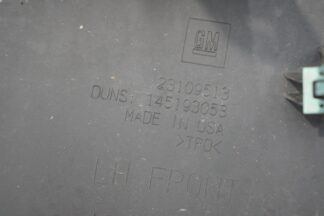 GM
23109513
DUNS: 145193053
MADE IN USA
>TPO<
LH FRONT